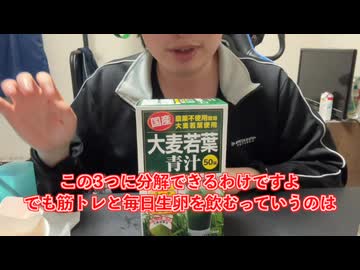 国産
農薬不使用栽培
大麦若葉使用
大麦若葉
青汁
50袋
この3つに分解できるわけですよ
でも筋トレと毎日生卵を飲むっていうのは